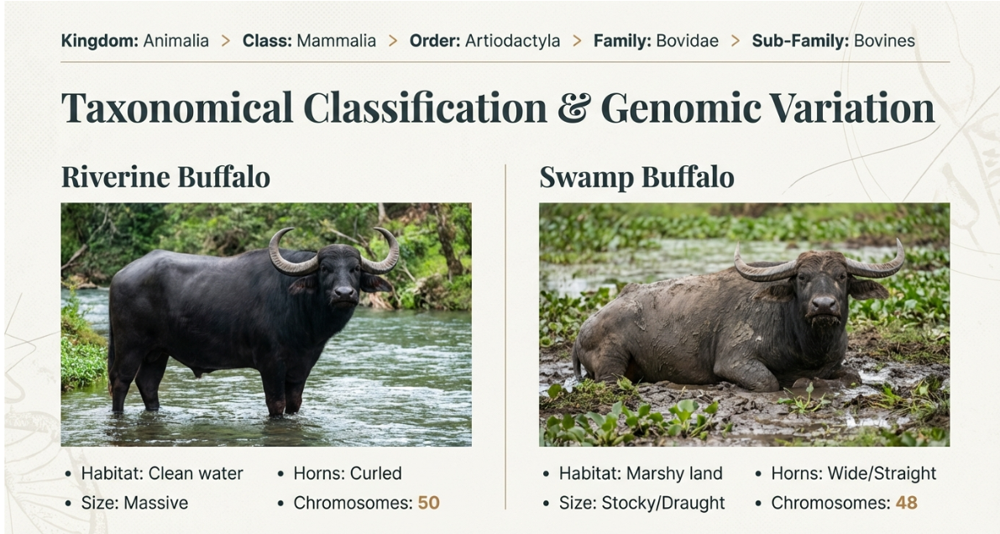 Kingdom: Animalia > Class: Mammalia > Order: Artiodactyla > Family: Bovidae > Sub-Family: Bovines
Taxonomical Classification & Genomic Variation
Riverine Buffalo
• Habitat: Clean water
• Horns: Curled
• Size: Massive
• Chromosomes: 50
Swamp Buffalo
• Habitat: Marshy land
• Horns: Wide/Straight
• Size: Stocky/Draught
• Chromosomes: 48